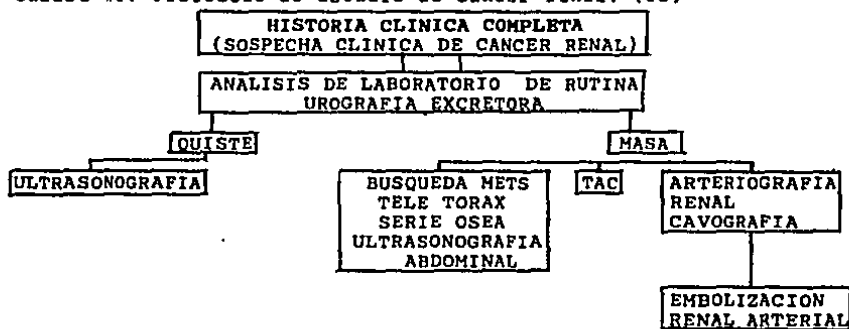 HISTORIA CLINICA COMPLETA
(SOSPECHA CLINICA DE CANCER RENAL)
ANALISIS DE LABORATORIO DE RUTINA
UROGRAFIA EXCRETORA
QUISTE
MASA
ULTRASONOGRAFIA
BUSQUEDA METS
TELE TORAX
SERIE OSEA
ULTRASONOGRAFIA
ABDOMINAL
TAC
ARTERIOGRAFIA
RENAL
CAVOGRAFIA
EMBOLIZACION
RENAL ARTERIAL